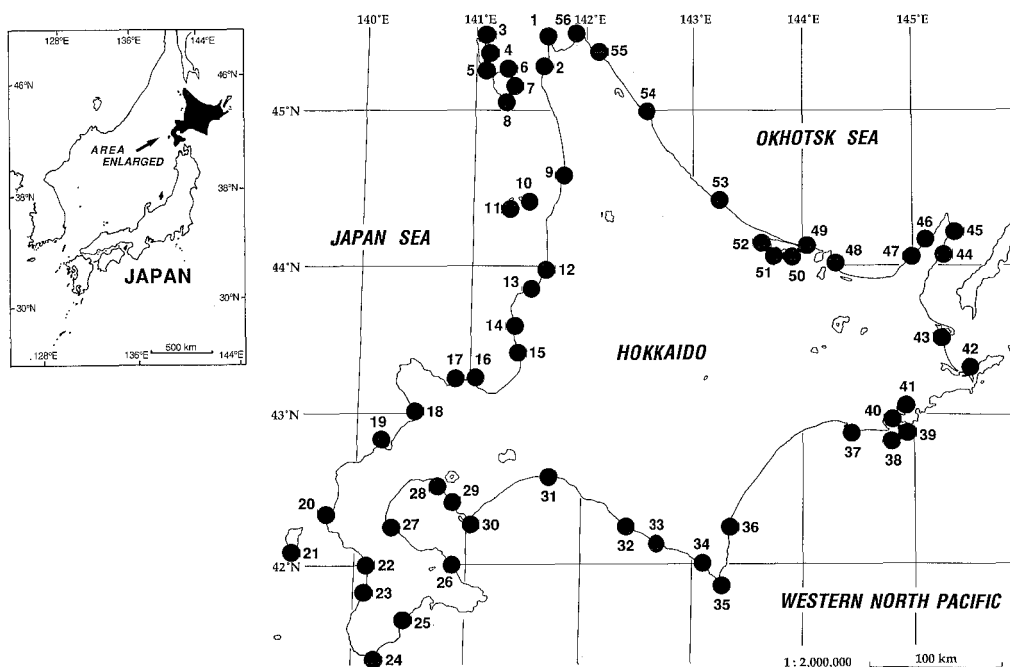 128°E 136°E 144°E
46°N 46°N
AREA
ENLARGED
38°N 38°N
JAPAN
30°N 30°N
500 km
128°E 136°E 144°E
140°E 141°E 142°E 143°E 144°E 145°E
3 1 56
4 55
5 6 2
7
8
45°N
54
OKHOTSK SEA
9
10
11
53
JAPAN SEA
52 49 46 45
51 50 48 47 44
44°N
12
13
14
15
HOKKAIDO
43
42
17 16
41
43°N
18
40
39
19
37 38
28 29
31
20
27 30
32 33 36
21
42°N
22
26
34
23
35
25
WESTERN NORTH PACIFIC
24
1 : 2,000,000 100 km